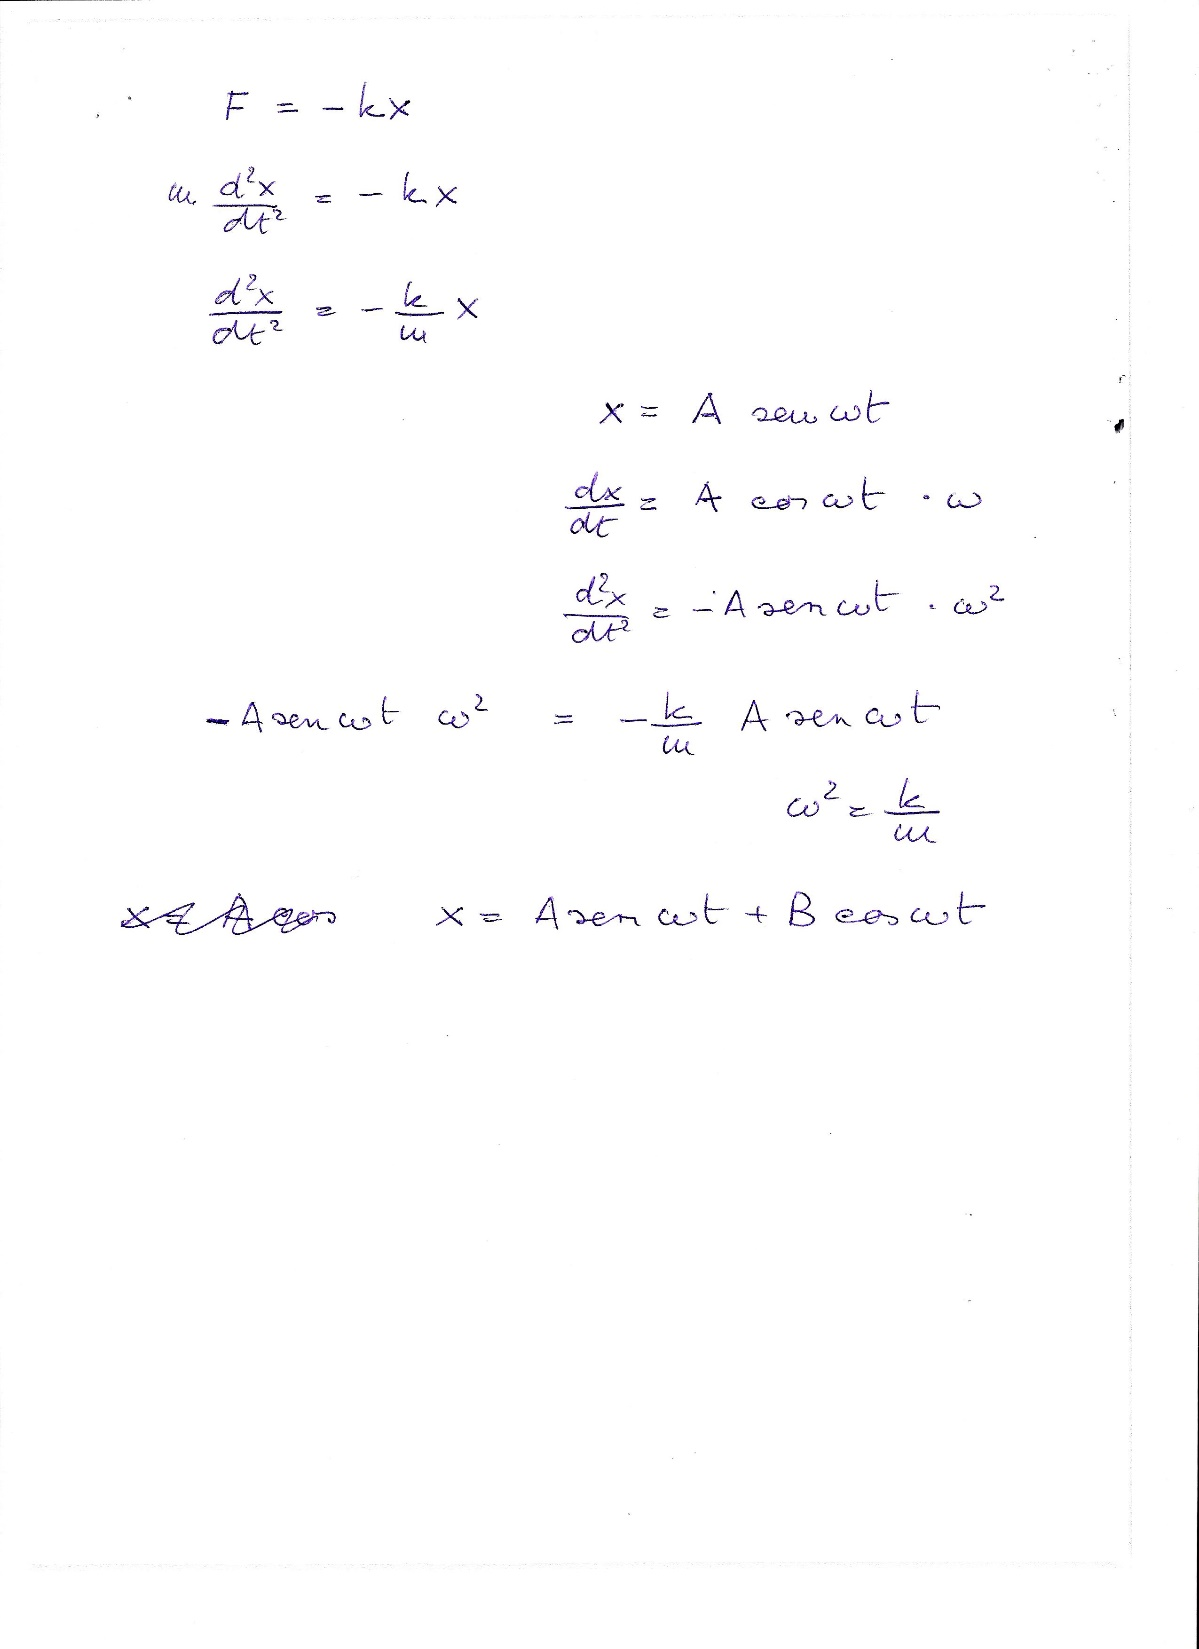 F = -kx
m. d²x/dt² = -kx
d²x/dt² = - k/m x
x = A sen ωt
dx/dt = A cos ωt · ω
d²x/dt² = -A sen ωt · ω²
-A sen ωt ω² = - k/m A sen ωt
ω² = k/m
x = A cos x = A sen ωt + B cos ωt